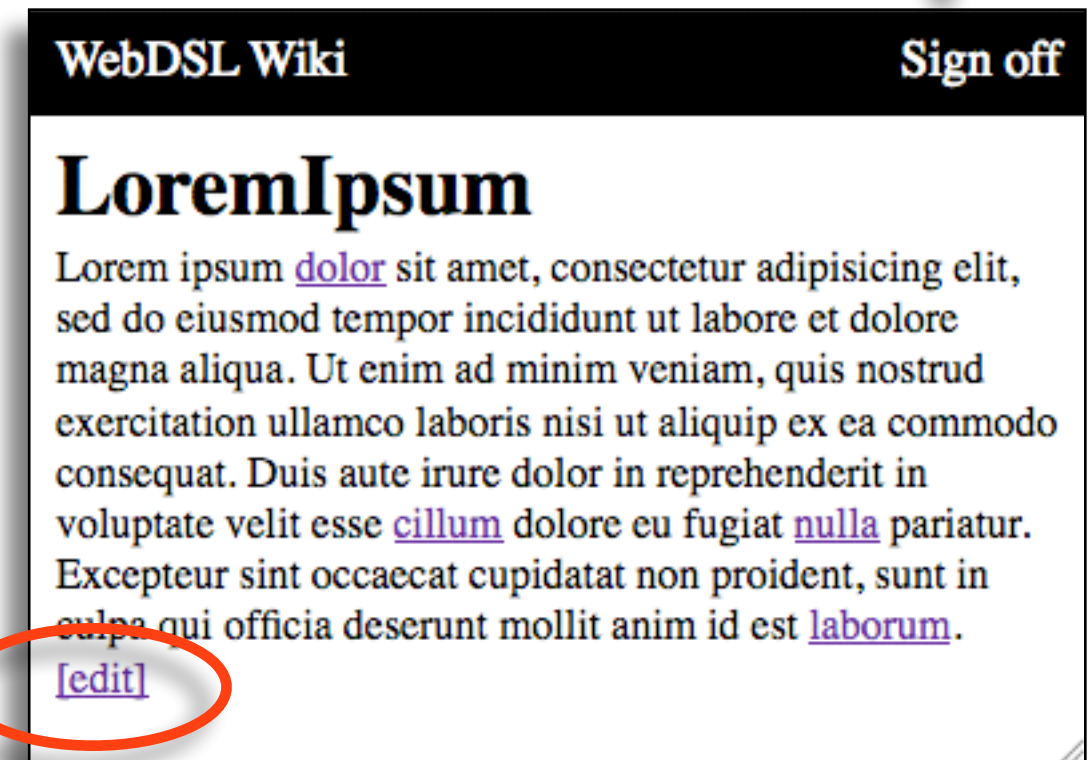 WebDSL Wiki Sign off
LoremIpsum
Lorem ipsum dolor sit amet, consectetur adipisicing elit,
sed do eiusmod tempor incididunt ut labore et dolore
magna aliqua. Ut enim ad minim veniam, quis nostrud
exercitation ullamco laboris nisi ut aliquip ex ea commodo
consequat. Duis aute irure dolor in reprehenderit in
voluptate velit esse cillum dolore eu fugiat nulla pariatur.
Excepteur sint occaecat cupidatat non proident, sunt in
culpa qui officia deserunt mollit anim id est laborum.
[edit]